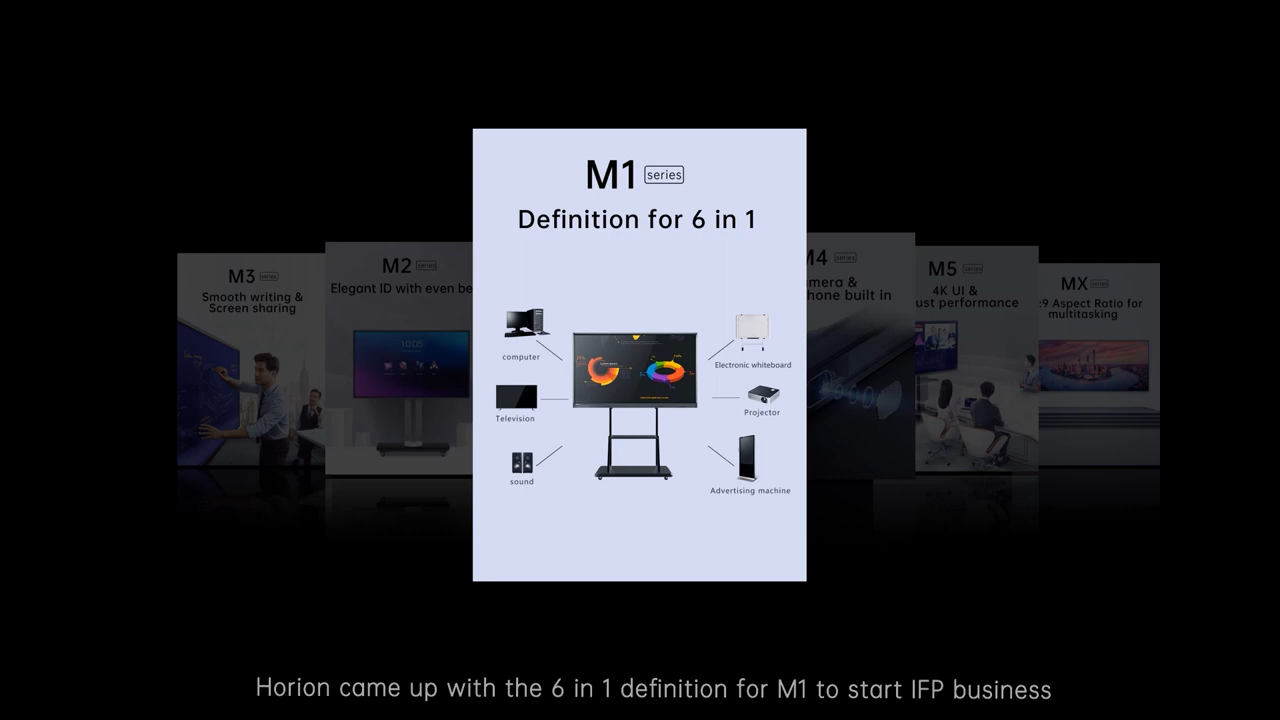 M1 series
Definition for 6 in 1
computer
Electronic whiteboard
Television
Projector
sound
Advertising machine
M3 series
Smooth writing &
Screen sharing
M2 series
Elegant ID with even be
10:05
M4 series
mera &
hone built in
M5 series
4K UI &
ust performance
MX series
:9 Aspect Ratio for
multitasking
Horion came up with the 6 in 1 definition for M1 to start IFP business